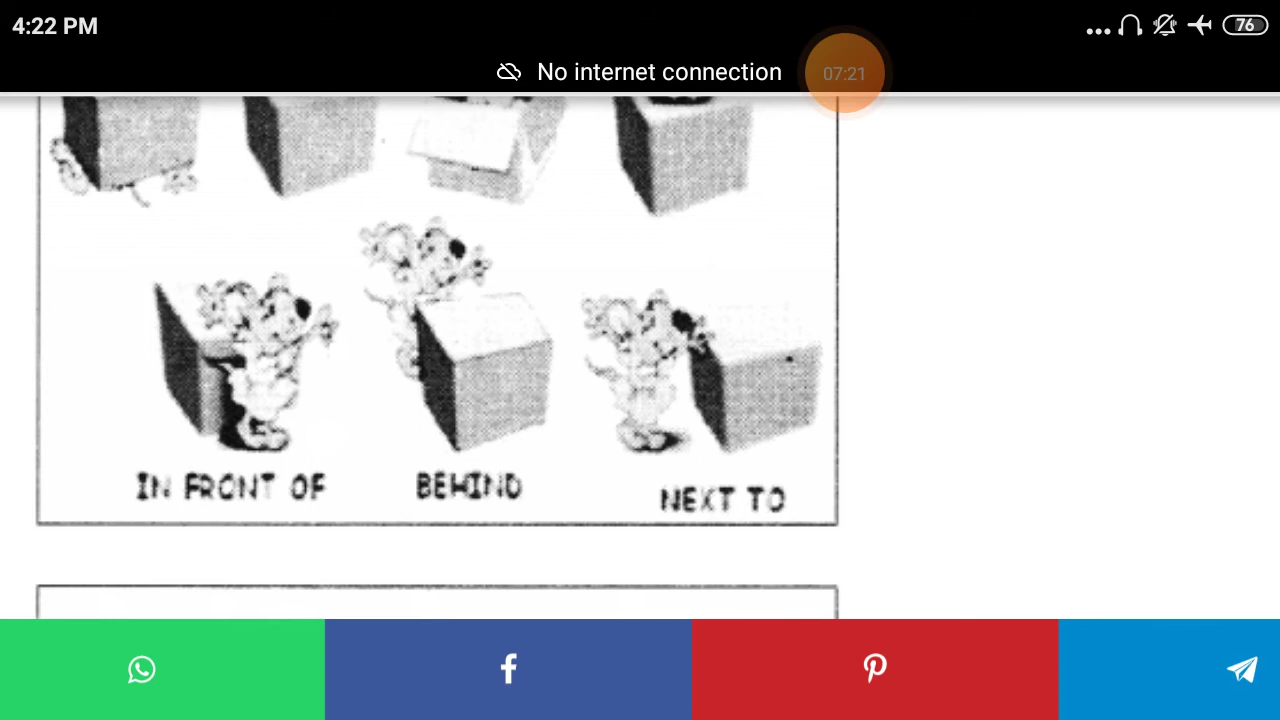 4:22 PM
76
No internet connection
07:21
IN FRONT OF
BEHIND
NEXT TO